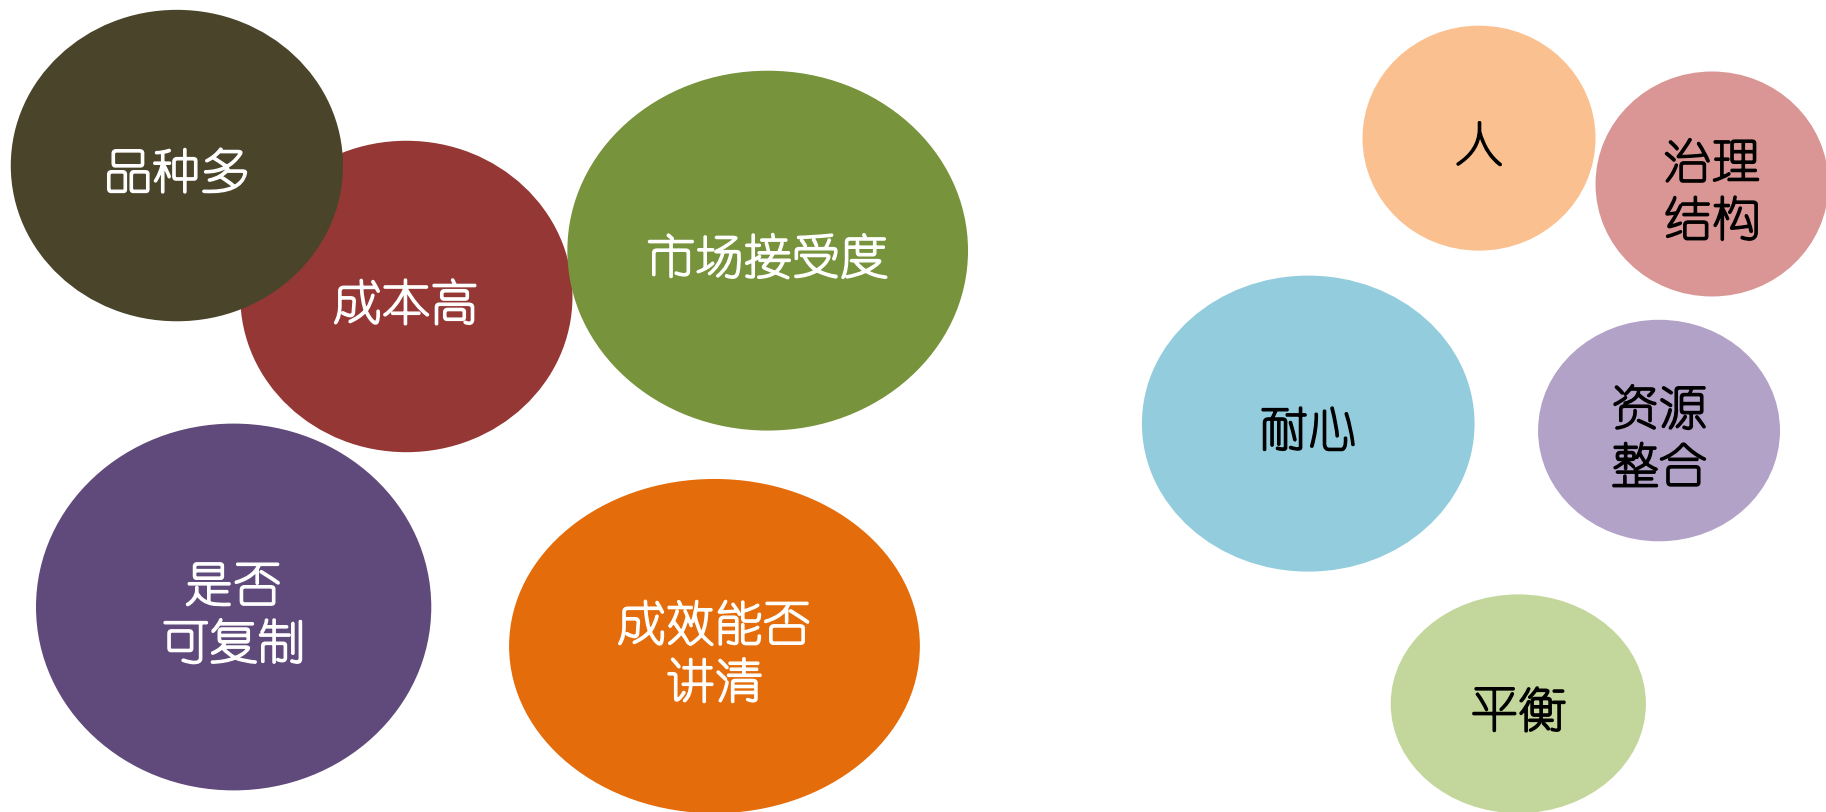 品种多
成本高
市场接受度
是否
可复制
成效能否
讲清
人
治理
结构
耐心
资源
整合
平衡